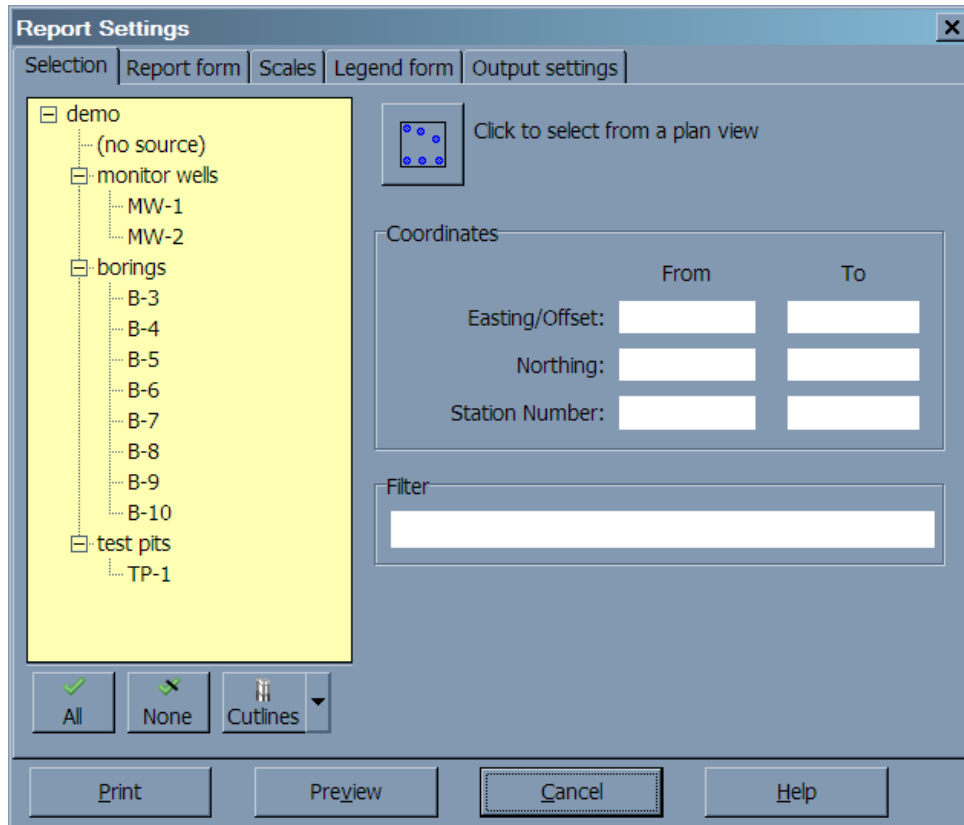 Report Settings
Selection Report form Scales Legend form Output settings
demo
(no source)
monitor wells
MW-1
MW-2
borings
B-3
B-4
B-5
B-6
B-7
B-8
B-9
B-10
test pits
TP-1
All None Cutlines
Click to select from a plan view
Coordinates
From To
Easting/Offset:
Northing:
Station Number:
Filter
Print Preview Cancel Help